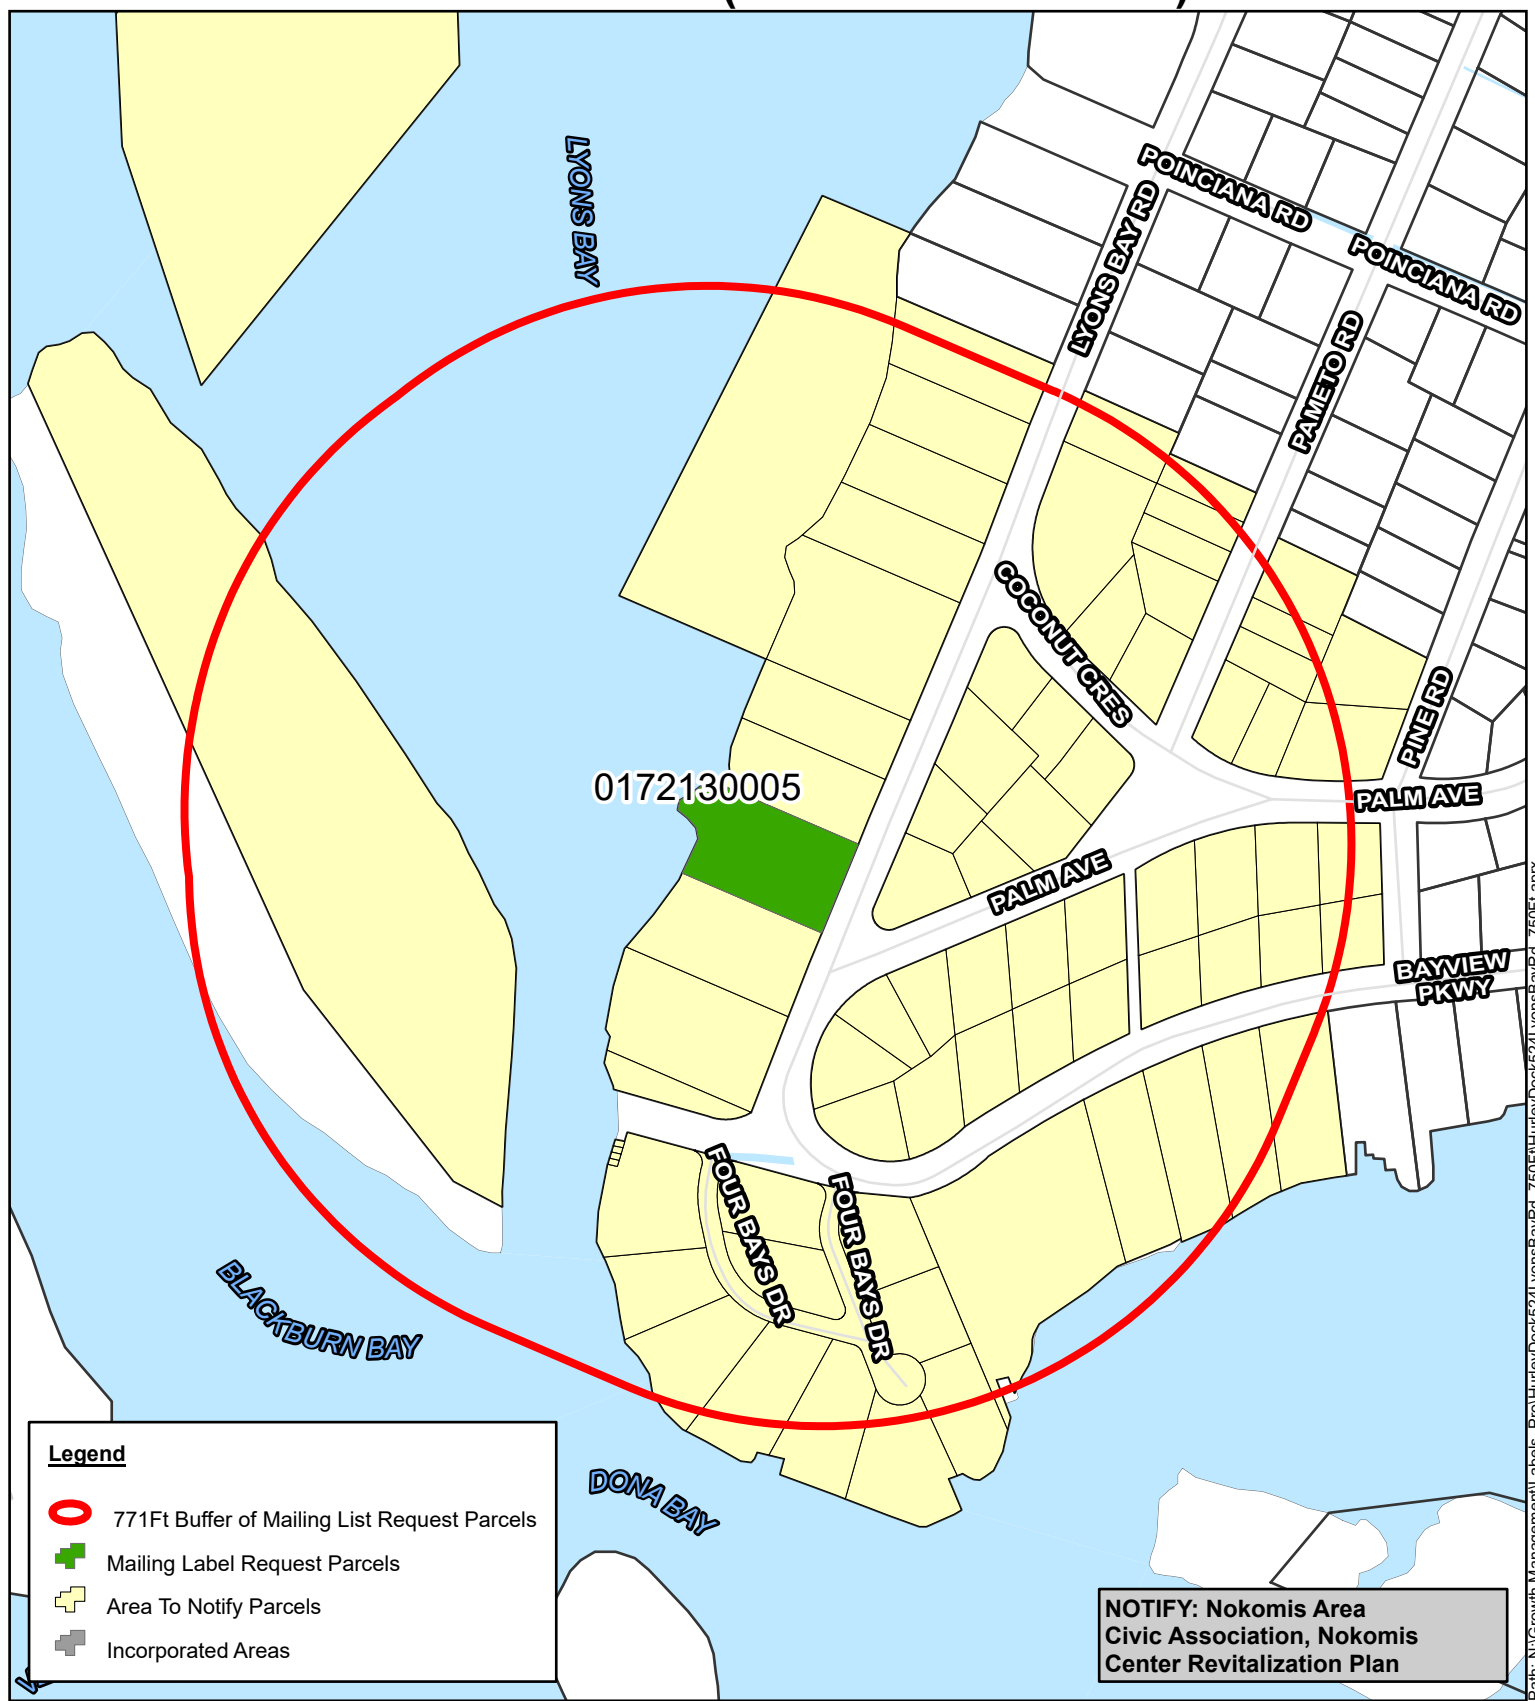 LYONS BAY
POINCIANA RD
LYONS BAY RD
POINCIANA RD
PAMETO RD
COCONUT CRES
PINE RD
0172130005
PALM AVE
PALM AVE
BAYVIEW
PKWY
FOUR BAYS DR
FOUR BAYS DR
BLACKBURN BAY
DONA BAY
Legend
771Ft Buffer of Mailing List Request Parcels
Mailing Label Request Parcels
Area To Notify Parcels
Incorporated Areas
NOTIFY: Nokomis Area
Civic Association, Nokomis
Center Revitalization Plan